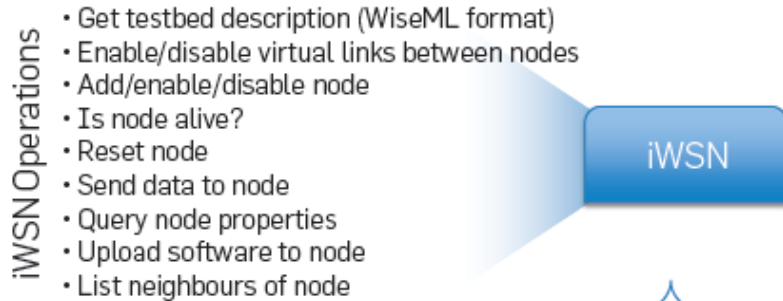 iWSN Operations
• Get testbed description (WiseML format)
• Enable/disable virtual links between nodes
• Add/enable/disable node
• Is node alive?
• Reset node
• Send data to node
• Query node properties
• Upload software to node
• List neighbours of node
iWSN